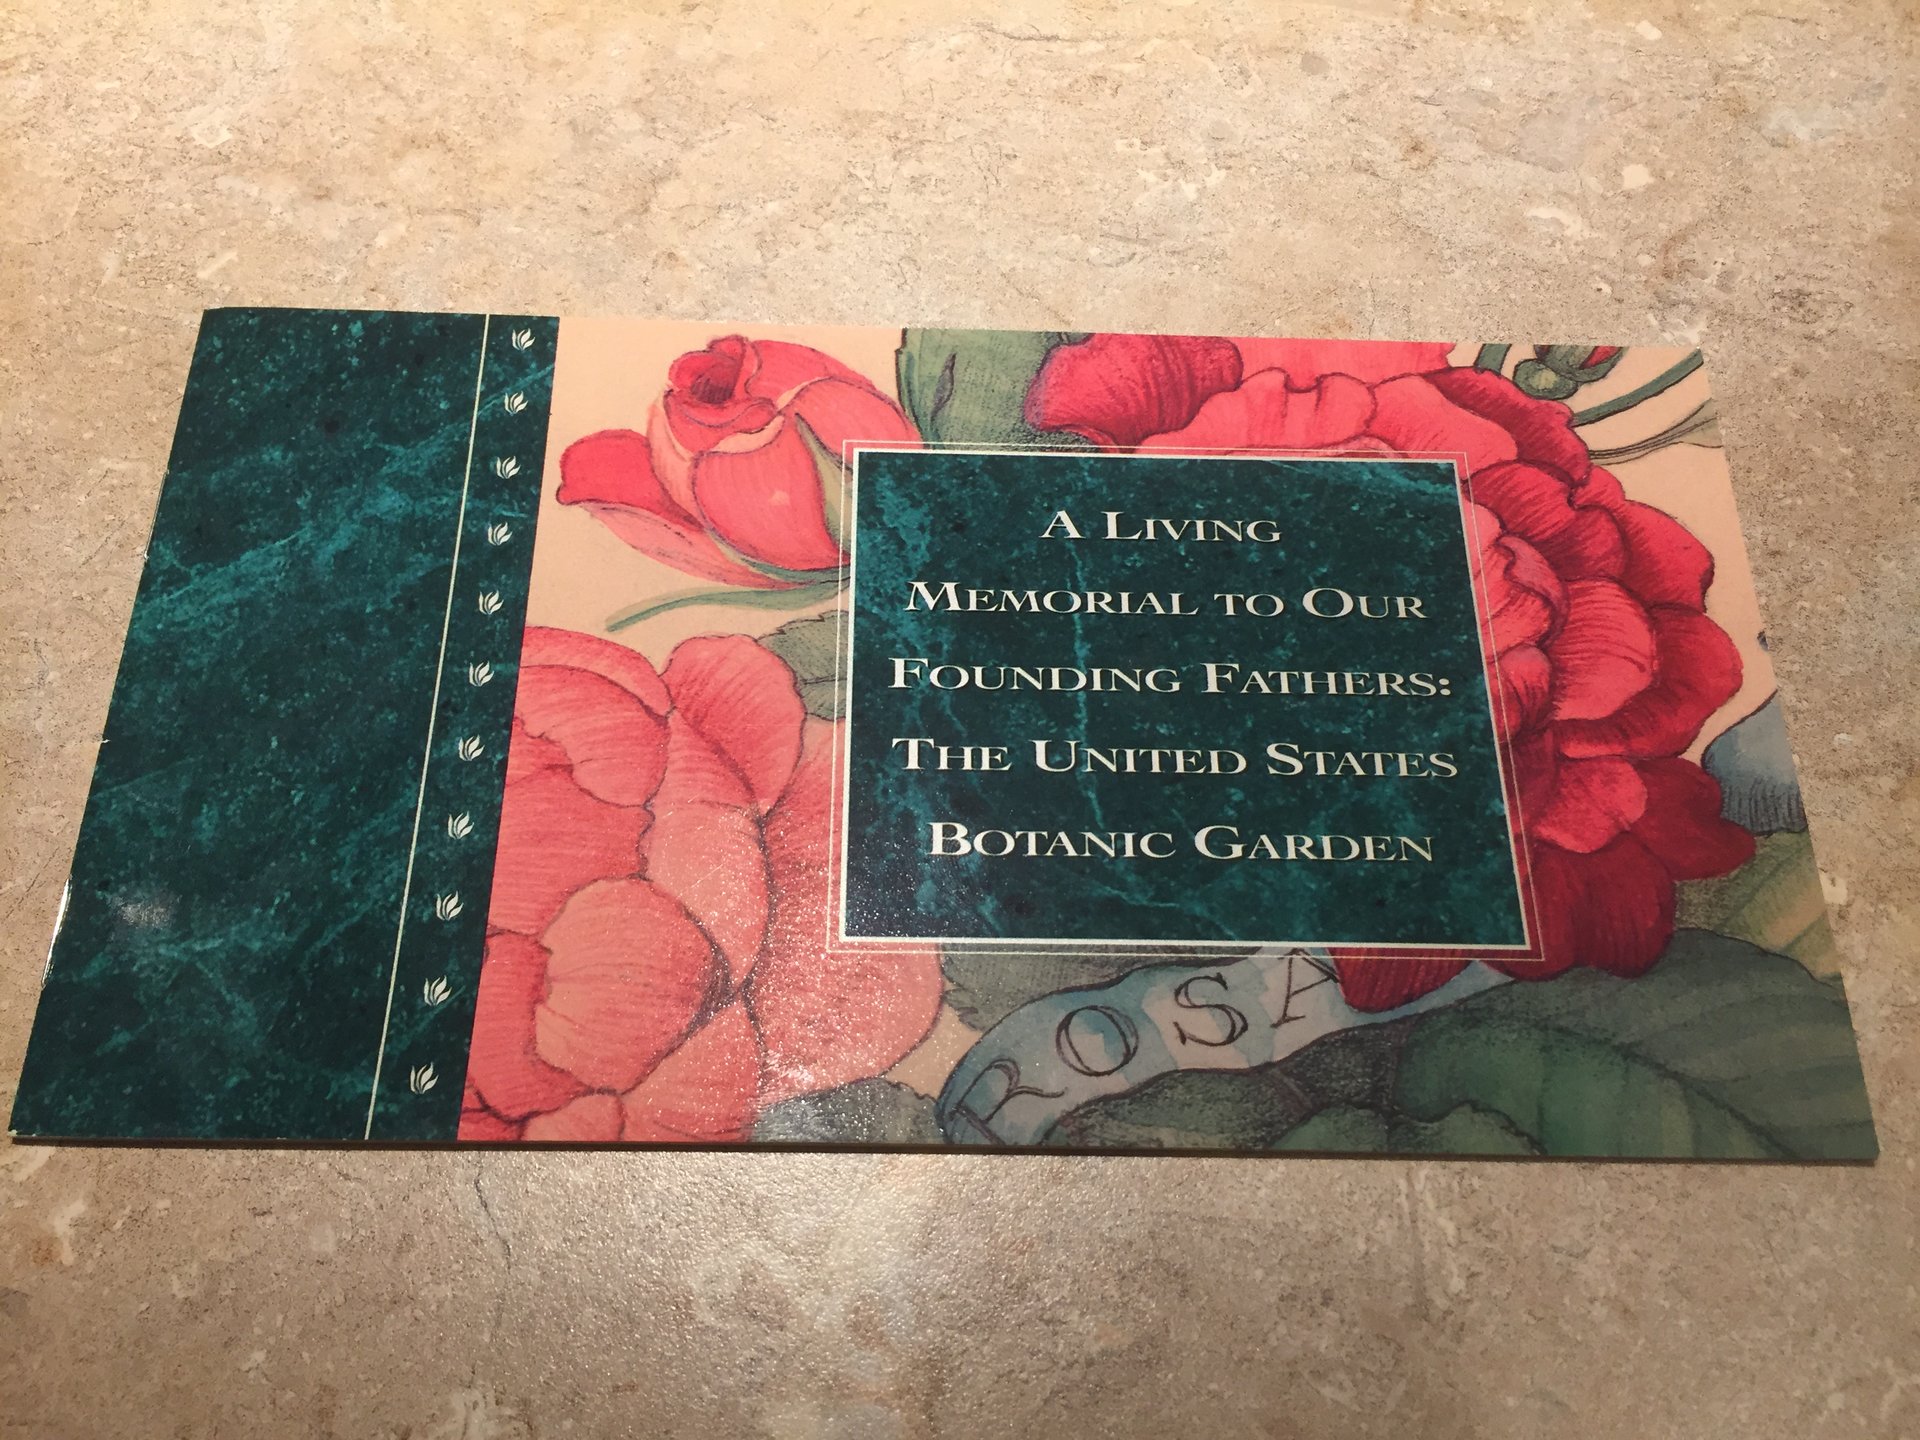 A LIVING
MEMORIAL TO OUR
FOUNDING FATHERS:
THE UNITED STATES
BOTANIC GARDEN
ROSA